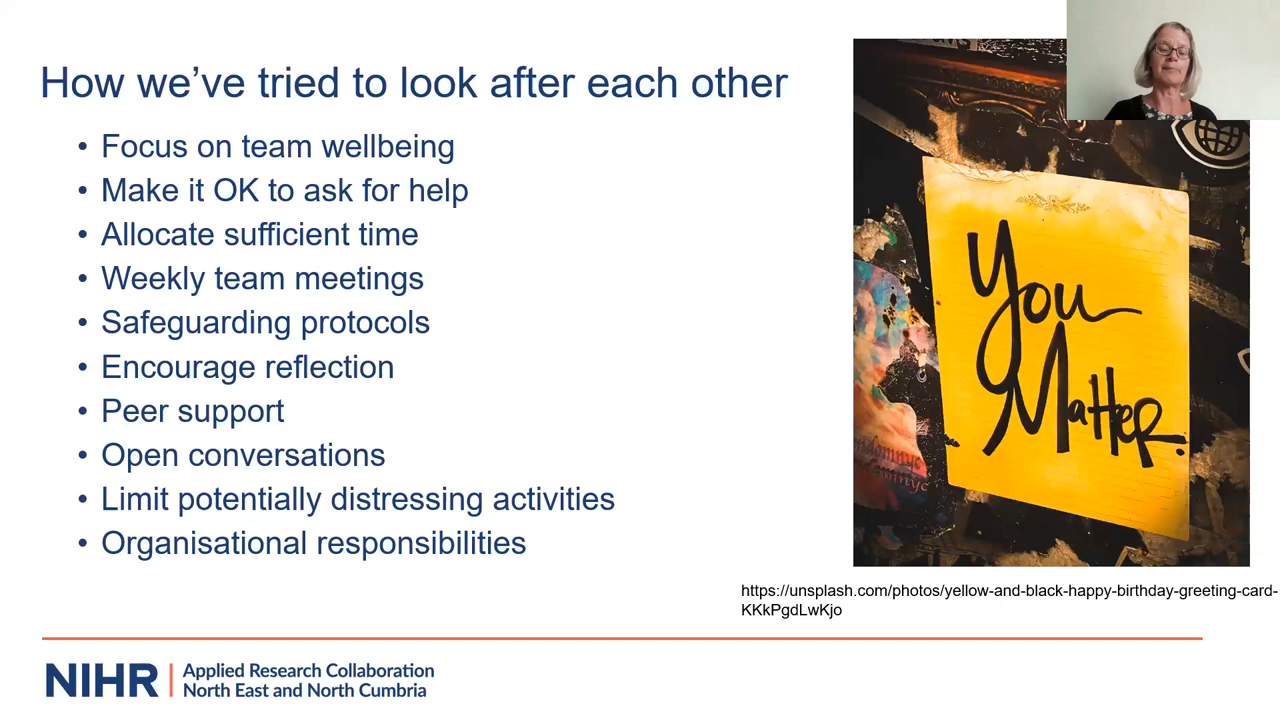 How we've tried to look after each other
• Focus on team wellbeing
• Make it OK to ask for help
• Allocate sufficient time
• Weekly team meetings
• Safeguarding protocols
• Encourage reflection
• Peer support
• Open conversations
• Limit potentially distressing activities
• Organisational responsibilities
You
Matter.
https://unsplash.com/photos/yellow-and-black-happy-birthday-greeting-card-
KKkPgdLwKjo
NIHR | Applied Research Collaboration
North East and North Cumbria